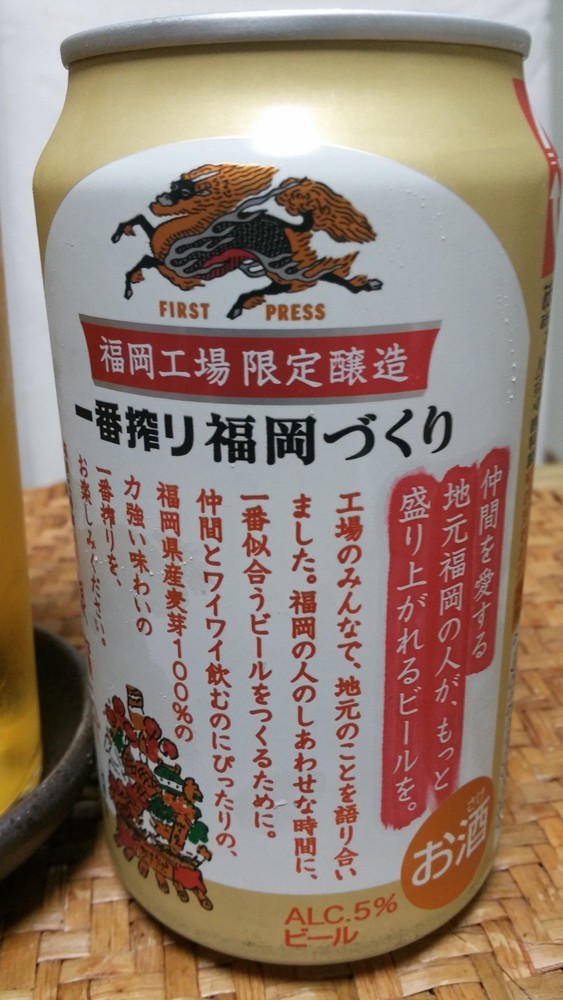 FIRST PRESS
福岡工場限定醸造
一番搾り福岡づくり
仲間を愛する
地元福岡の人が、もっと
盛り上がれるビールを。
工場のみんなで、地元のことを語り合い
ました。福岡の人のしあわせな時間に、
一番似合うビールをつくるために。
仲間とワイワイ飲むのにぴったりの、
福岡県産麦芽100%の
力強い味わいの
一番搾りを、
お楽しみください。
さけ
お酒
ALC.5%
ビール